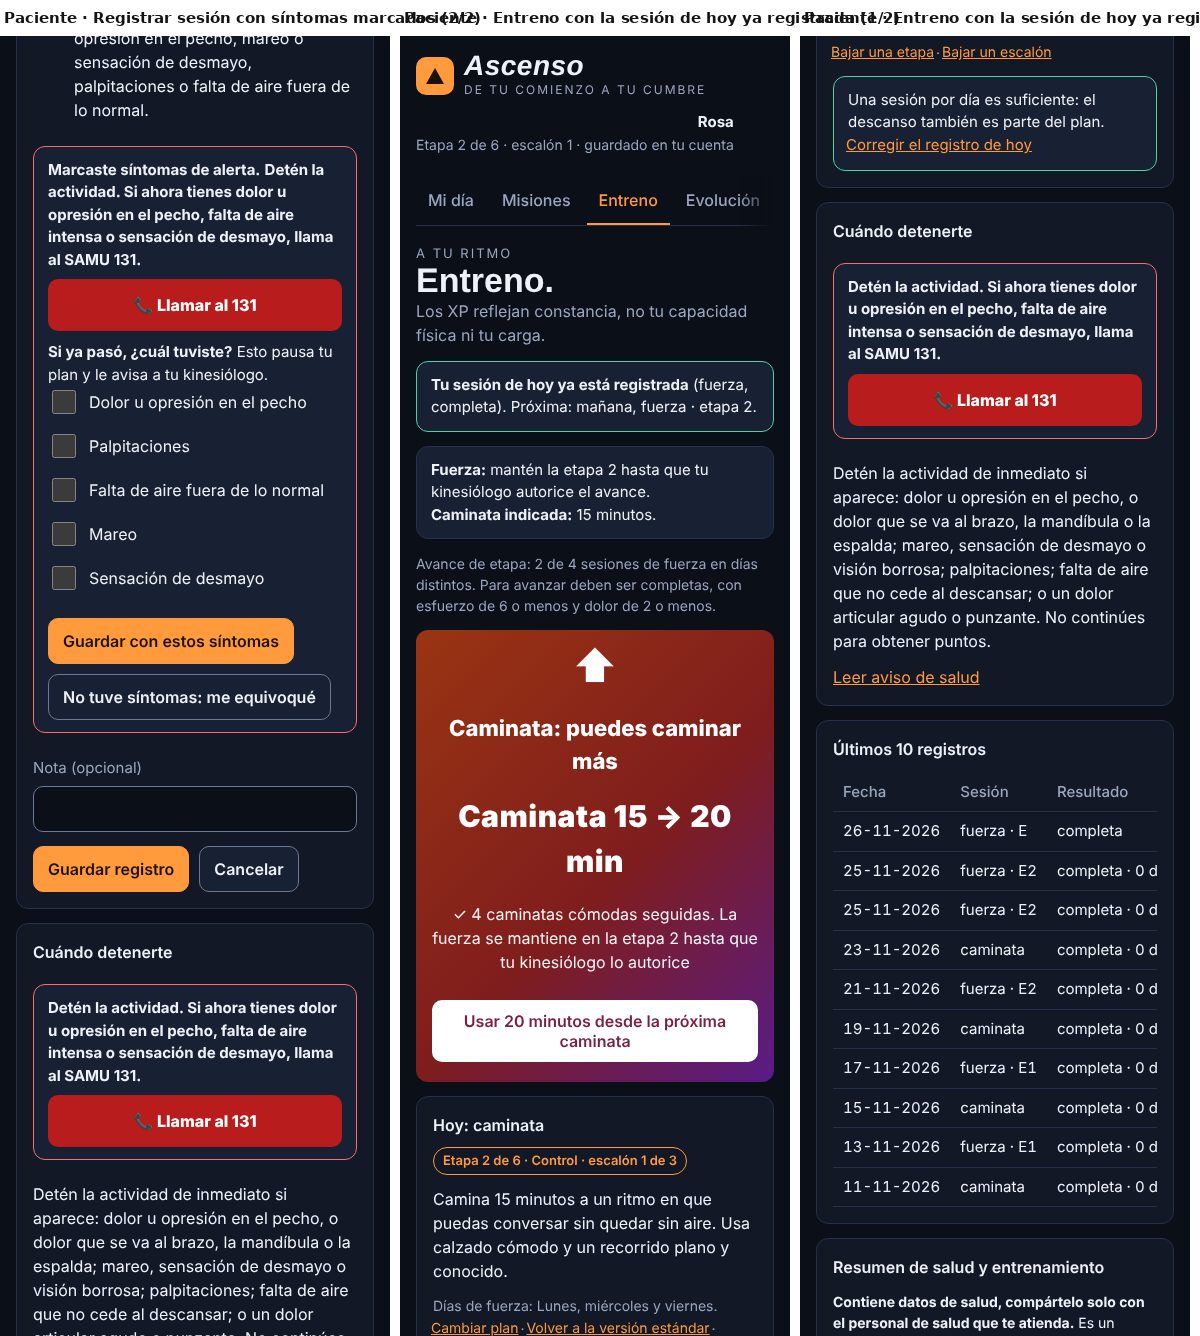 Paciente · Registrar sesión con síntomas marcados (2/2)
opresión en el pecho, mareo o
sensación de desmayo,
palpitaciones o falta de aire fuera de
lo normal.
Marcaste síntomas de alerta. Detén la
actividad. Si ahora tienes dolor u
opresión en el pecho, falta de aire
intensa o sensación de desmayo, llama
al SAMU 131.
Llamar al 131
Si ya pasó, ¿cuál tuviste? Esto pausa tu
plan y le avisa a tu kinesiólogo.
Dolor u opresión en el pecho
Palpitaciones
Falta de aire fuera de lo normal
Mareo
Sensación de desmayo
Guardar con estos síntomas
No tuve síntomas: me equivoqué
Nota (opcional)
Guardar registro
Cancelar
Cuándo detenerte
Detén la actividad. Si ahora tienes dolor
u opresión en el pecho, falta de aire
intensa o sensación de desmayo, llama
al SAMU 131.
Llamar al 131
Detén la actividad de inmediato si
aparece: dolor u opresión en el pecho, o
dolor que se va al brazo, la mandíbula o la
espalda; mareo, sensación de desmayo o
visión borrosa; palpitaciones; falta de aire
que no cede al descansar; o un dolor
articular agudo o punzante. No continúes
Paciente · Entreno con la sesión de hoy ya registrada (1/2)
Ascenso
DE TU COMIENZO A TU CUMBRE
Rosa
Etapa 2 de 6 · escalón 1 · guardado en tu cuenta
Mi día Misiones Entreno Evolución
A TU RITMO
Entreno.
Los XP reflejan constancia, no tu capacidad
física ni tu carga.
Tu sesión de hoy ya está registrada (fuerza,
completa). Próxima: mañana, fuerza · etapa 2.
Fuerza: mantén la etapa 2 hasta que tu
kinesiólogo autorice el avance.
Caminata indicada: 15 minutos.
Avance de etapa: 2 de 4 sesiones de fuerza en días
distintos. Para avanzar deben ser completas, con
esfuerzo de 6 o menos y dolor de 2 o menos.
Caminata: puedes caminar
más
Caminata 15 → 20
min
✓ 4 caminatas cómodas seguidas. La
fuerza se mantiene en la etapa 2 hasta que
tu kinesiólogo lo autorice
Usar 20 minutos desde la próxima
caminata
Hoy: caminata
Etapa 2 de 6 · Control · escalón 1 de 3
Camina 15 minutos a un ritmo en que
puedas conversar sin quedar sin aire. Usa
calzado cómodo y un recorrido plano y
conocido.
Días de fuerza: Lunes, miércoles y viernes.
Cambiar plan · Volver a la versión estándar ·
Paciente · Entreno con la sesión de hoy ya regi
Bajar una etapa · Bajar un escalón
Una sesión por día es suficiente: el
descanso también es parte del plan.
Corregir el registro de hoy
Cuándo detenerte
Detén la actividad. Si ahora tienes dolor
u opresión en el pecho, falta de aire
intensa o sensación de desmayo, llama
al SAMU 131.
Llamar al 131
Detén la actividad de inmediato si
aparece: dolor u opresión en el pecho, o
dolor que se va al brazo, la mandíbula o la
espalda; mareo, sensación de desmayo o
visión borrosa; palpitaciones; falta de aire
que no cede al descansar; o un dolor
articular agudo o punzante. No continúes
para obtener puntos.
Leer aviso de salud
Últimos 10 registros
Fecha Sesión Resultado
26-11-2026 fuerza · E completa
25-11-2026 fuerza · E2 completa · 0 d
25-11-2026 fuerza · E2 completa · 0 d
23-11-2026 caminata completa · 0 d
21-11-2026 fuerza · E2 completa · 0 d
19-11-2026 caminata completa · 0 d
17-11-2026 fuerza · E1 completa · 0 d
15-11-2026 caminata completa · 0 d
13-11-2026 fuerza · E1 completa · 0 d
11-11-2026 caminata completa · 0 d
Resumen de salud y entrenamiento
Contiene datos de salud, compártelo solo con
el personal de salud que te atienda. Es un